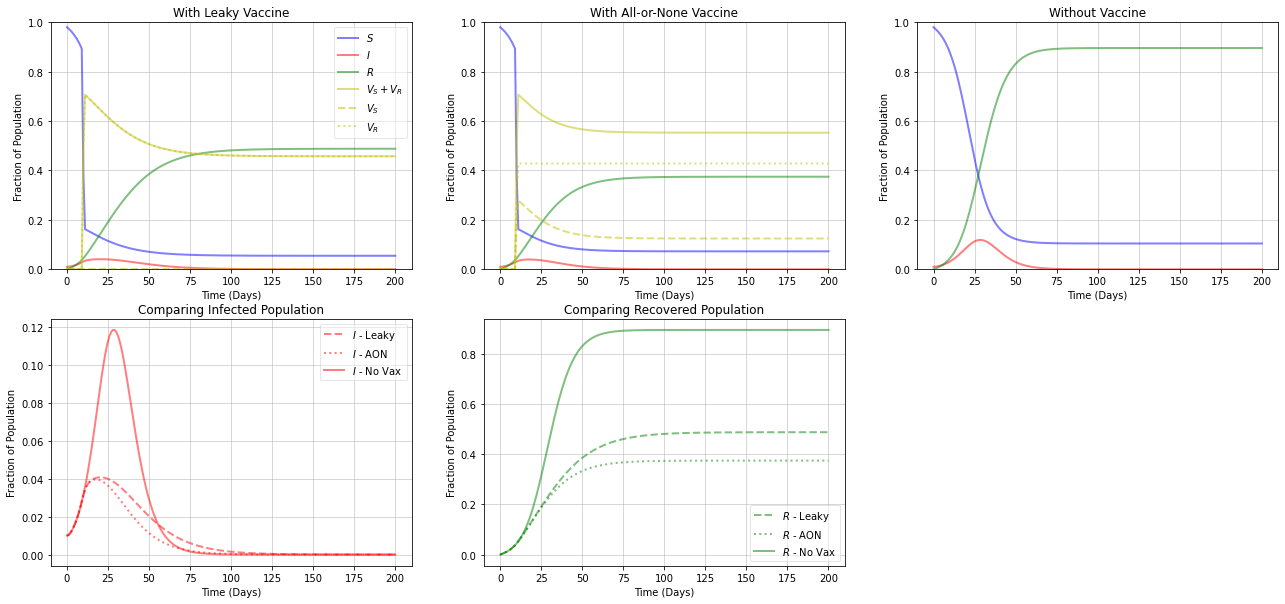 With Leaky Vaccine
Fraction of Population
1.0
0.8
0.6
0.4
0.2
0.0
S
I
R
V_S + V_R
V_S
V_R
0 25 50 75 100 125 150 175 200
Time (Days)
With All-or-None Vaccine
Fraction of Population
1.0
0.8
0.6
0.4
0.2
0.0
0 25 50 75 100 125 150 175 200
Time (Days)
Without Vaccine
Fraction of Population
1.0
0.8
0.6
0.4
0.2
0.0
0 25 50 75 100 125 150 175 200
Time (Days)
Comparing Infected Population
Fraction of Population
0.12
0.10
0.08
0.06
0.04
0.02
0.00
I - Leaky
I - AON
I - No Vax
0 25 50 75 100 125 150 175 200
Time (Days)
Comparing Recovered Population
Fraction of Population
0.8
0.6
0.4
0.2
0.0
R - Leaky
R - AON
R - No Vax
0 25 50 75 100 125 150 175 200
Time (Days)